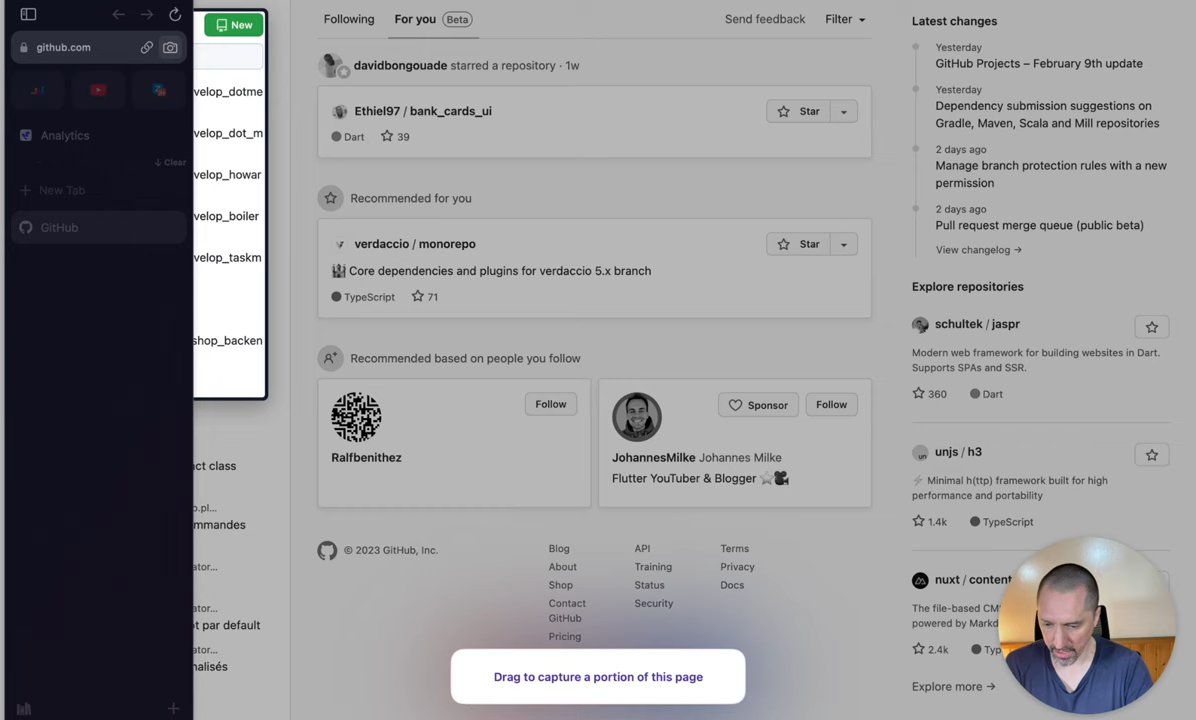 github.com
Analytics
Clear
New Tab
GitHub
New
velop_dotme
velop_dot_m
velop_howar
velop_boiler
velop_taskm
shop_backen
ct class
o.pl...
mmandes
ator...
ator...
t par default
ator...
nalisés
Following
For you
Beta
Send feedback
Filter
davidbongouade starred a repository · 1w
Ethiel97 / bank_cards_ui
Star
Dart
39
Recommended for you
verdaccio / monorepo
Star
Core dependencies and plugins for verdaccio 5.x branch
TypeScript
71
Recommended based on people you follow
Follow
Ralfbenithez
Sponsor
Follow
JohannesMilke Johannes Milke
Flutter YouTuber & Blogger
© 2023 GitHub, Inc.
Blog
About
Shop
Contact
GitHub
Pricing
API
Training
Status
Security
Terms
Privacy
Docs
Drag to capture a portion of this page
Latest changes
Yesterday
GitHub Projects – February 9th update
Yesterday
Dependency submission suggestions on
Gradle, Maven, Scala and Mill repositories
2 days ago
Manage branch protection rules with a new
permission
2 days ago
Pull request merge queue (public beta)
View changelog →
Explore repositories
schultek / jaspr
Modern web framework for building websites in Dart.
Supports SPAs and SSR.
360
Dart
unjs / h3
Minimal h(ttp) framework built for high
performance and portability
1.4k
TypeScript
nuxt / content
The file-based CM
powered by Markd
2.4k
Typ
Explore more →